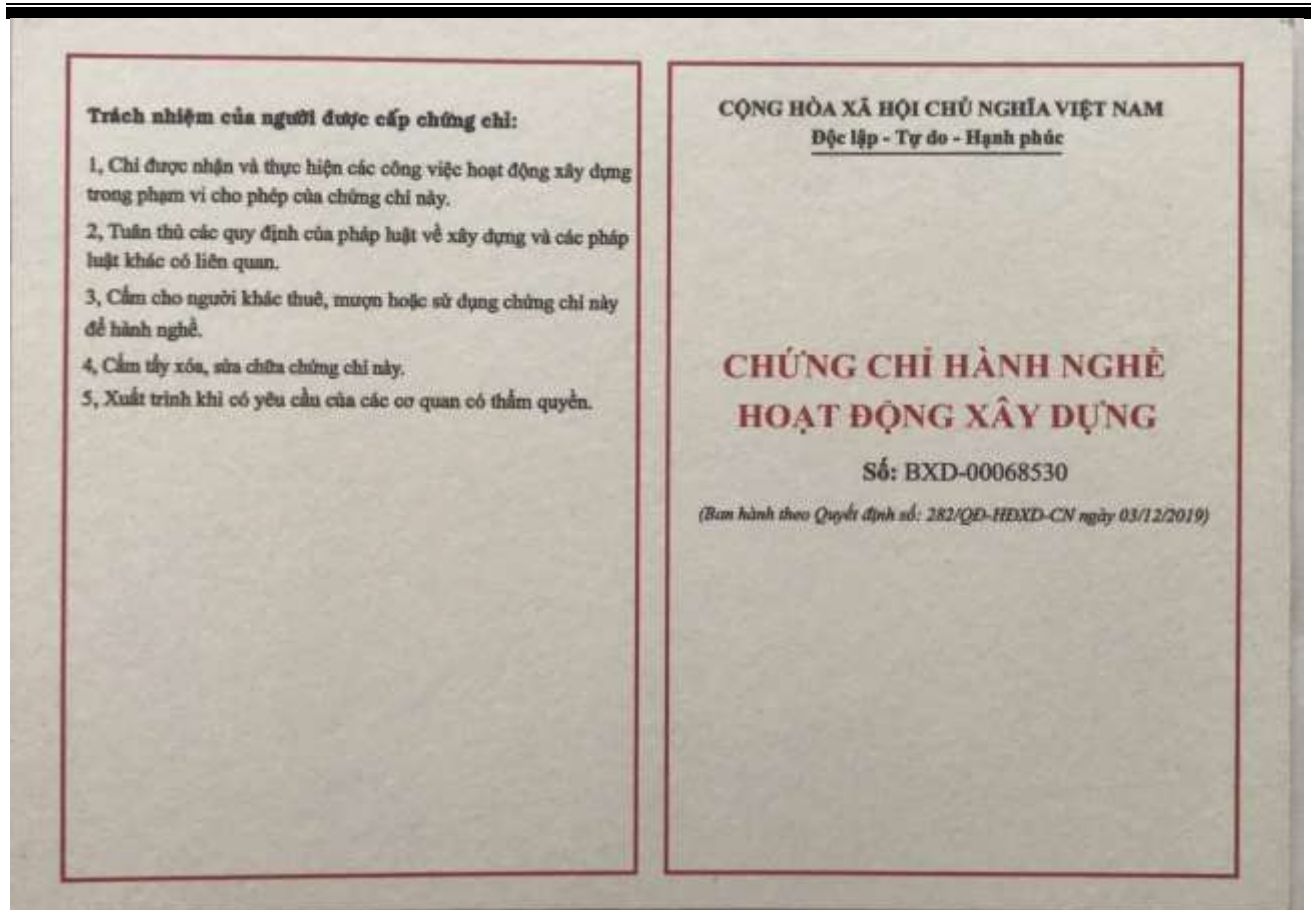 Trách nhiệm của người được cấp chứng chỉ:
1, Chỉ được nhận và thực hiện các công việc hoạt động xây dựng
trong phạm vi cho phép của chứng chỉ này.
2, Tuân thủ các quy định của pháp luật về xây dựng và các pháp
luật khác có liên quan.
3, Cấm cho người khác thuê, mượn hoặc sử dụng chứng chỉ này
để hành nghề.
4, Cấm tẩy xóa, sửa chữa chứng chỉ này.
5, Xuất trình khi có yêu cầu của các cơ quan có thẩm quyền.
CỘNG HÒA XÃ HỘI CHỦ NGHĨA VIỆT NAM
Độc lập - Tự do - Hạnh phúc
CHỨNG CHỈ HÀNH NGHỀ
HOẠT ĐỘNG XÂY DỰNG
Số: BXD-00068530
(Ban hành theo Quyết định số: 282/QĐ-HĐXD-CN ngày 03/12/2019)